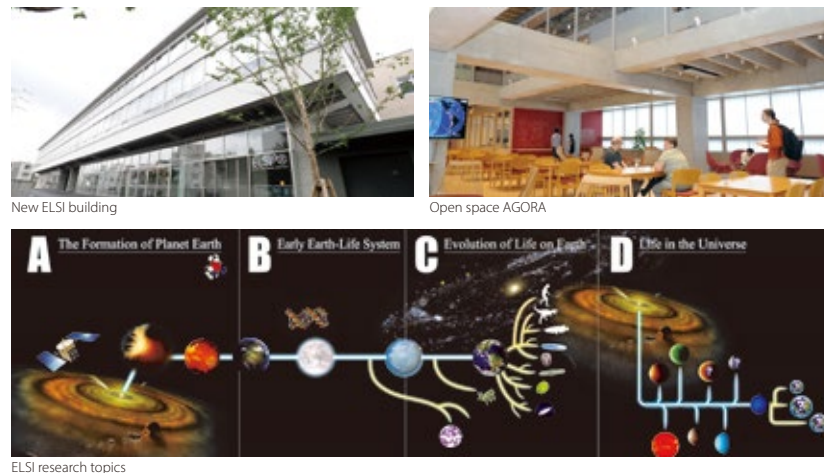 New ELSI building
Open space AGORA
A The Formation of Planet Earth
B Early Earth-Life System
C Evolution of Life on Earth
D Life in the Universe
ELSI research topics